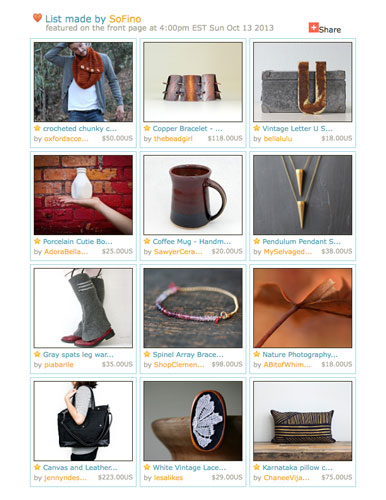 List made by SoFino
featured on the front page at 4:00pm EST Sun Oct 13 2013
Share
crocheted chunky c...
by oxfordacce... $50.00US
Copper Bracelet - ...
by thebeadgirl $118.00US
Vintage Letter U S...
by bellalulu $18.00US
Porcelain Cutie Bo...
by AdoraBella... $25.00US
Coffee Mug - Handm...
by SawyerCera... $20.00US
Pendulum Pendant S...
by MySelvaged... $38.00US
Gray spats leg war...
by piabarile $35.00US
Spinel Array Brace...
by ShopClemen... $98.00US
Nature Photography...
by ABitofWhim... $18.00US
Canvas and Leather...
by jennyndes... $223.00US
White Vintage Lace...
by lesalikes $29.00US
Karnataka pillow c...
by ChaneeVija... $75.00US